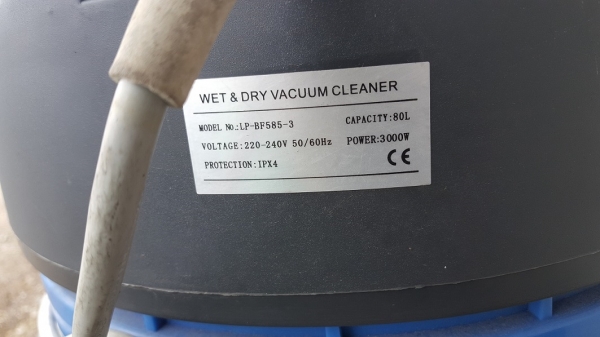 WET & DRY VACUUM CLEANER
MODEL No.:LP-BF585-3 CAPACITY:80L
VOLTAGE:220-240V 50/60Hz POWER:3000W
PROTECTION:IPX4 CE